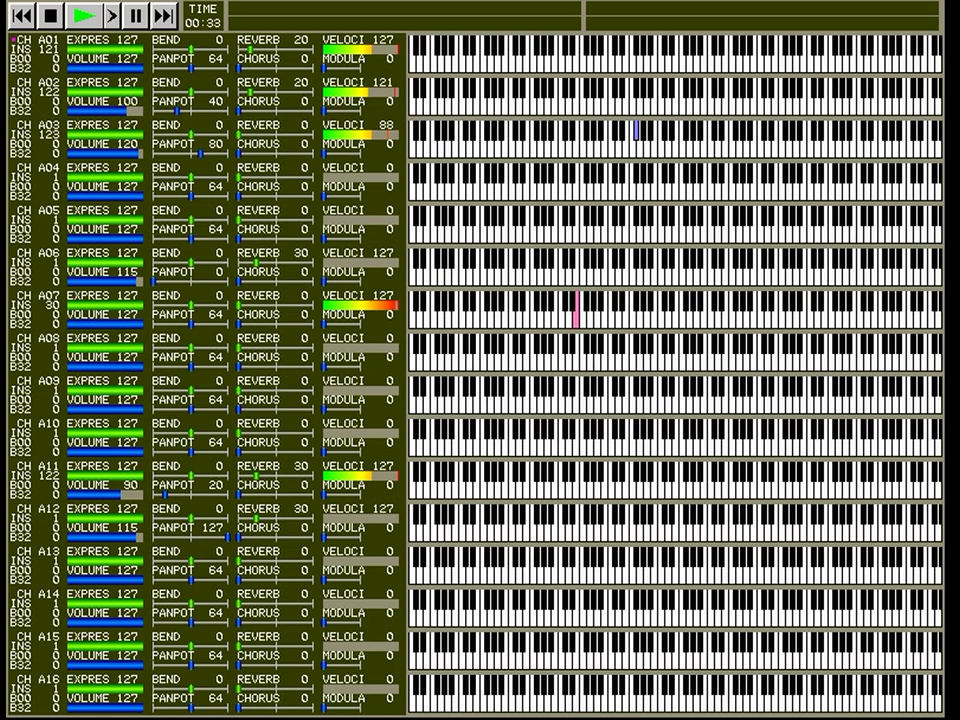 TIME
00:33
CH A01 EXPRES 127 BEND 0 REVERB 20 VELOCI 127
INS 121
B00 0 VOLUME 127 PANPOT 64 CHORUS 0 MODULA 0
B32 0
CH A02 EXPRES 127 BEND 0 REVERB 20 VELOCI 121
INS 122
B00 0 VOLUME 100 PANPOT 40 CHORUS 0 MODULA 0
B32 0
CH A03 EXPRES 127 BEND 0 REVERB 0 VELOCI 88
INS 123
B00 0 VOLUME 120 PANPOT 80 CHORUS 0 MODULA 0
B32 0
CH A04 EXPRES 127 BEND 0 REVERB 0 VELOCI 0
INS 1
B00 0 VOLUME 127 PANPOT 64 CHORUS 0 MODULA 0
B32 0
CH A05 EXPRES 127 BEND 0 REVERB 0 VELOCI 0
INS 1
B00 0 VOLUME 127 PANPOT 64 CHORUS 0 MODULA 0
B32 0
CH A06 EXPRES 127 BEND 0 REVERB 30 VELOCI 127
INS 1
B00 0 VOLUME 115 PANPOT 0 CHORUS 0 MODULA 0
B32 0
CH A07 EXPRES 127 BEND 0 REVERB 0 VELOCI 127
INS 30
B00 0 VOLUME 127 PANPOT 64 CHORUS 0 MODULA 0
B32 0
CH A08 EXPRES 127 BEND 0 REVERB 0 VELOCI 0
INS 1
B00 0 VOLUME 127 PANPOT 64 CHORUS 0 MODULA 0
B32 0
CH A09 EXPRES 127 BEND 0 REVERB 0 VELOCI 0
INS 1
B00 0 VOLUME 127 PANPOT 64 CHORUS 0 MODULA 0
B32 0
CH A10 EXPRES 127 BEND 0 REVERB 0 VELOCI 0
INS 1
B00 0 VOLUME 127 PANPOT 64 CHORUS 0 MODULA 0
B32 0
CH A11 EXPRES 127 BEND 0 REVERB 30 VELOCI 127
INS 122
B00 0 VOLUME 90 PANPOT 20 CHORUS 0 MODULA 0
B32 0
CH A12 EXPRES 127 BEND 0 REVERB 30 VELOCI 127
INS 1
B00 0 VOLUME 115 PANPOT 127 CHORUS 0 MODULA 0
B32 0
CH A13 EXPRES 127 BEND 0 REVERB 0 VELOCI 0
INS 1
B00 0 VOLUME 127 PANPOT 64 CHORUS 0 MODULA 0
B32 0
CH A14 EXPRES 127 BEND 0 REVERB 0 VELOCI 0
INS 1
B00 0 VOLUME 127 PANPOT 64 CHORUS 0 MODULA 0
B32 0
CH A15 EXPRES 127 BEND 0 REVERB 0 VELOCI 0
INS 1
B00 0 VOLUME 127 PANPOT 64 CHORUS 0 MODULA 0
B32 0
CH A16 EXPRES 127 BEND 0 REVERB 0 VELOCI 0
INS 1
B00 0 VOLUME 127 PANPOT 64 CHORUS 0 MODULA 0
B32 0